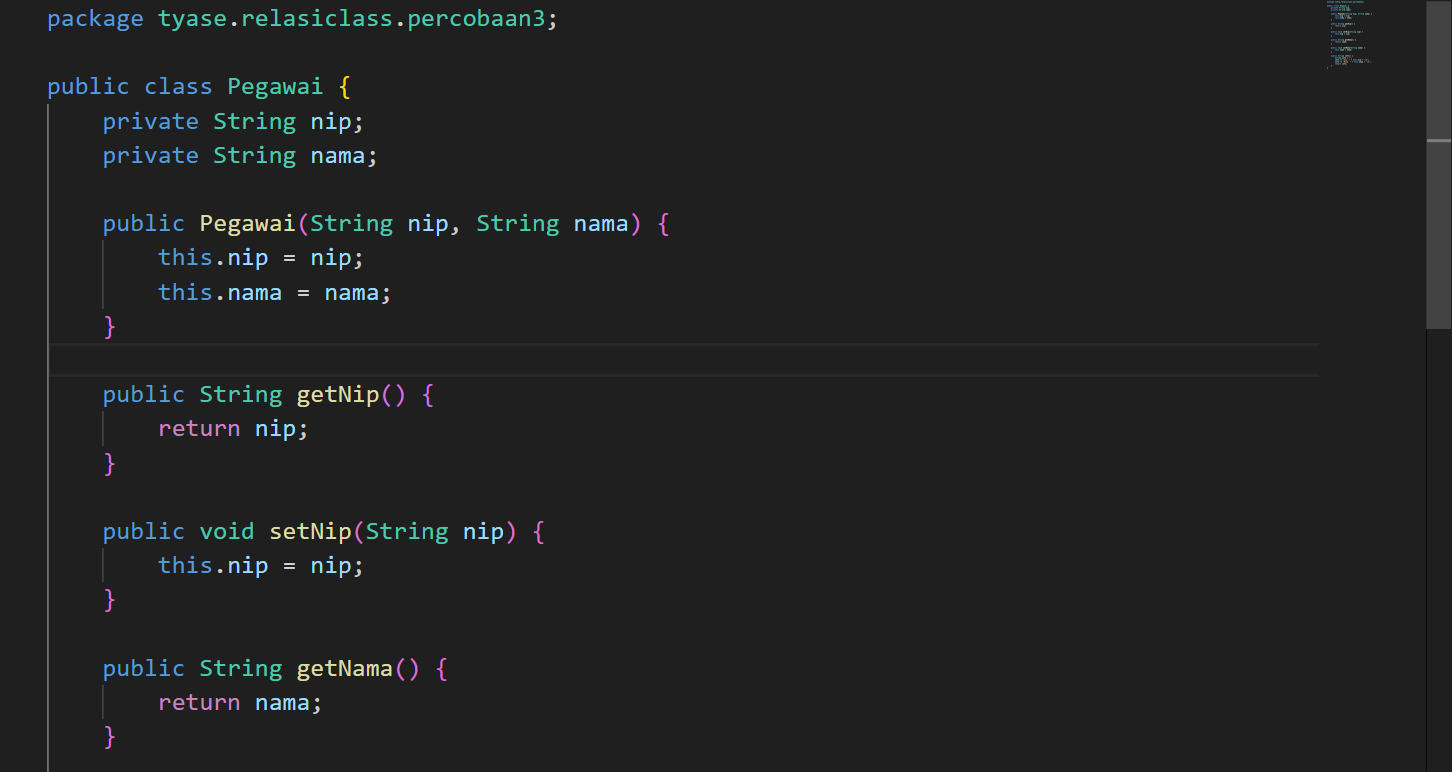 package tyase.relasiclass.percobaan3;
public class Pegawai {
private String nip;
private String nama;
public Pegawai(String nip, String nama) {
this.nip = nip;
this.nama = nama;
}
public String getNip() {
return nip;
}
public void setNip(String nip) {
this.nip = nip;
}
public String getNama() {
return nama;
}